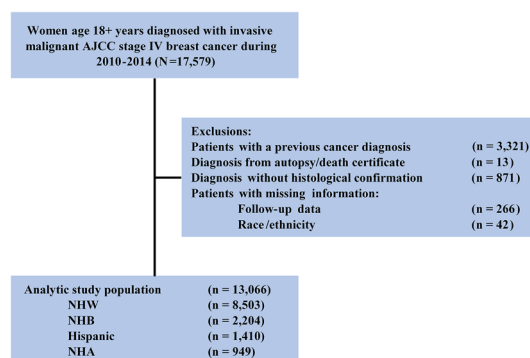 Women age 18+ years diagnosed with invasive
malignant AJCC stage IV breast cancer during
2010-2014 (N=17,579)
Exclusions:
Patients with a previous cancer diagnosis (n = 3,321)
Diagnosis from autopsy/death certificate (n = 13)
Diagnosis without histological confirmation (n = 871)
Patients with missing information:
Follow-up data (n = 266)
Race/ethnicity (n = 42)
Analytic study population (n = 13,066)
NHW (n = 8,503)
NHB (n = 2,204)
Hispanic (n = 1,410)
NHA (n = 949)